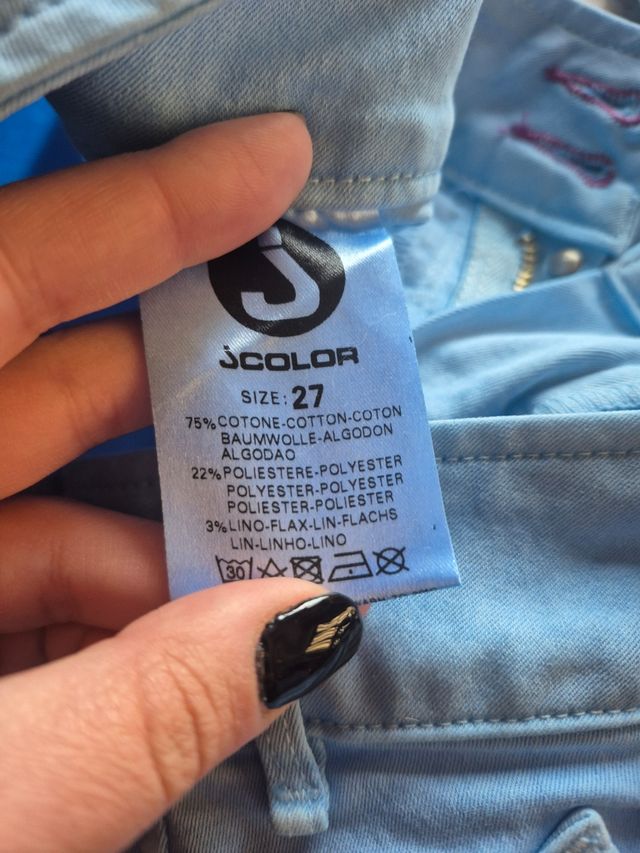 J
JCOLOR
SIZE: 27
75% COTONE-COTTON-COTON
BAUMWOLLE-ALGODON
ALGODAO
22% POLIESTERE-POLYESTER
POLYESTER-POLYESTER
POLIESTER-POLIESTER
3% LINO-FLAX-LIN-FLACHS
LIN-LINHO-LINO
30